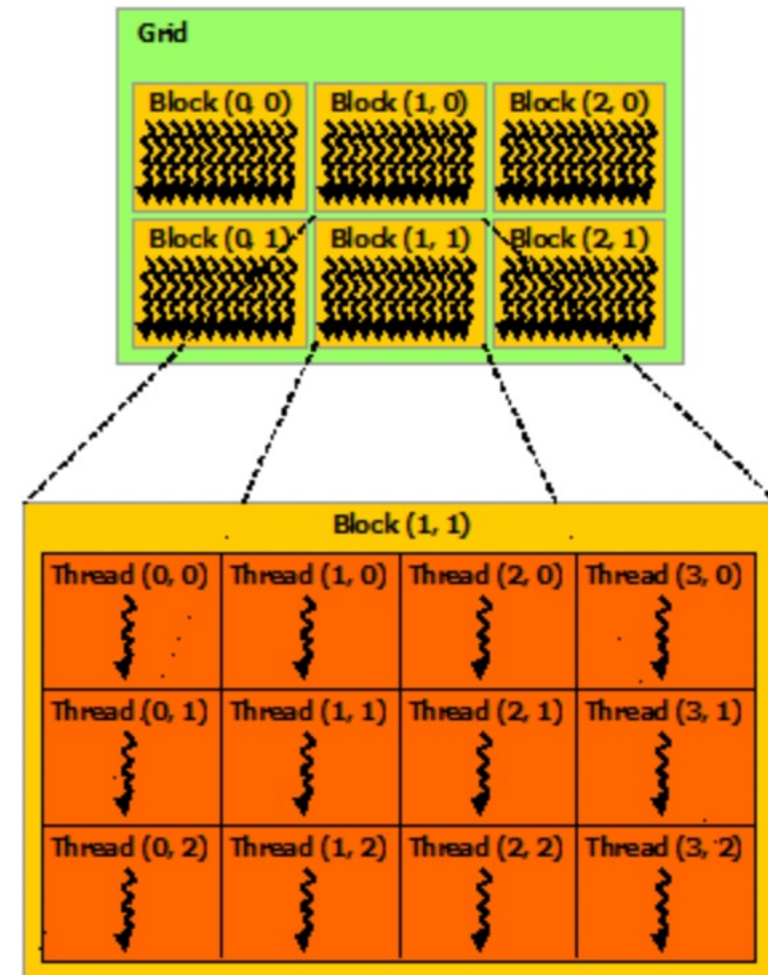 Grid
Block (0, 0) Block (1, 0) Block (2, 0)
Block (0, 1) Block (1, 1) Block (2, 1)
Block (1, 1)
Thread (0, 0) Thread (1, 0) Thread (2, 0) Thread (3, 0)
Thread (0, 1) Thread (1, 1) Thread (2, 1) Thread (3, 1)
Thread (0, 2) Thread (1, 2) Thread (2, 2) Thread (3, 2)